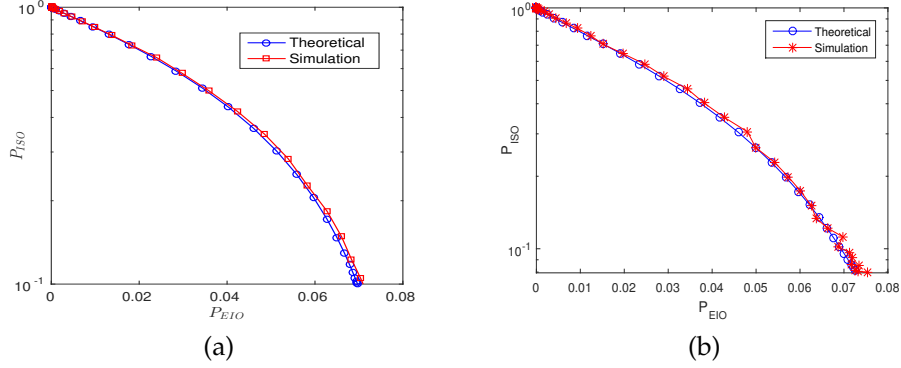 10^0
Theoretical
Simulation
P_ISO
10^-1
0 0.02 0.04 0.06 0.08
P_EIO
(a)
10^0
Theoretical
Simulation
P_ISO
10^-1
0 0.01 0.02 0.03 0.04 0.05 0.06 0.07 0.08
P_EIO
(b)